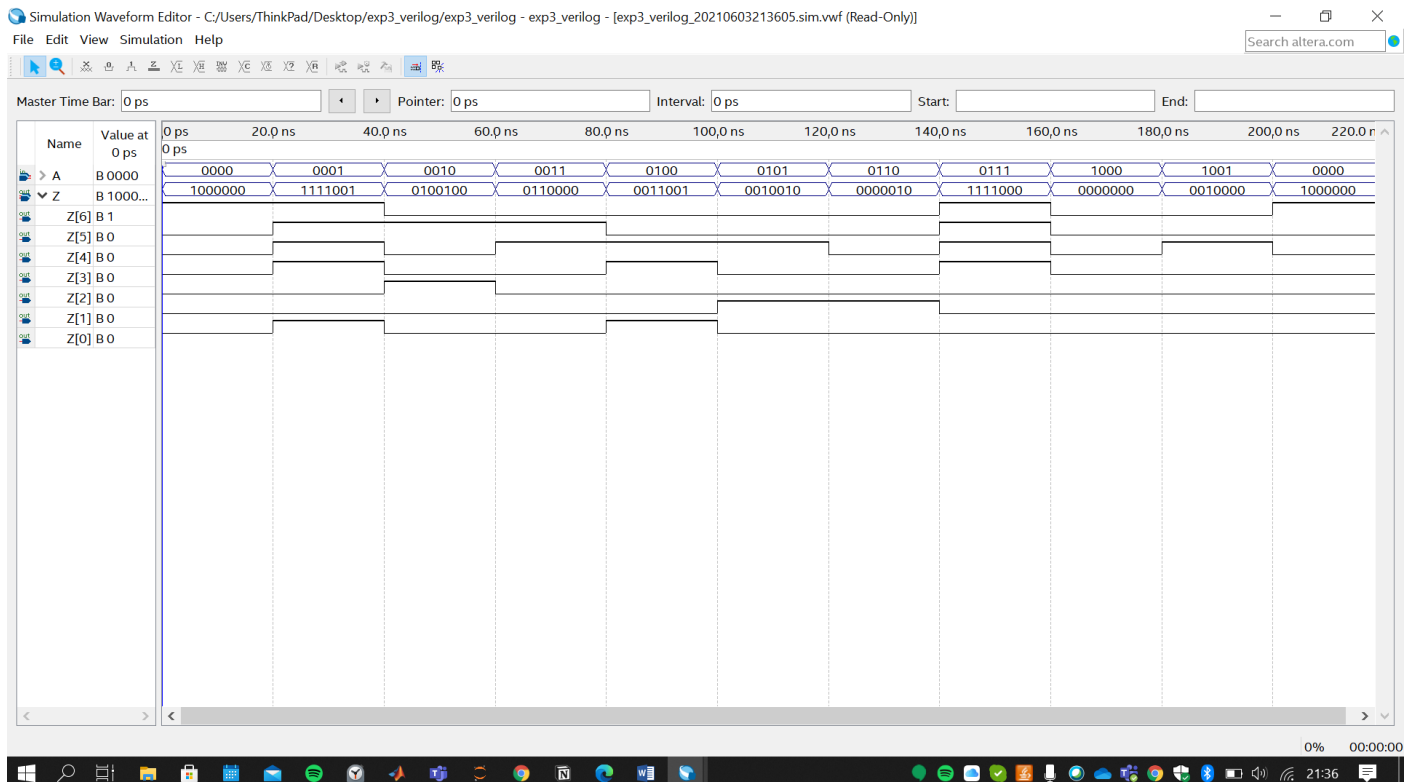 Simulation Waveform Editor - C:/Users/ThinkPad/Desktop/exp3_verilog/exp3_verilog - exp3_verilog - [exp3_verilog_20210603213605.sim.vwf (Read-Only)]
File Edit View Simulation Help
Search altera.com
Master Time Bar: 0 ps Pointer: 0 ps Interval: 0 ps Start: End:
Name Value at 0 ps
0 ps 20.0 ns 40.0 ns 60.0 ns 80.0 ns 100.0 ns 120.0 ns 140.0 ns 160.0 ns 180.0 ns 200.0 ns 220.0 n
0 ps
A B 0000 0000 0001 0010 0011 0100 0101 0110 0111 1000 1001 0000
Z B 1000... 1000000 1111001 0100100 0110000 0011001 0010010 0000010 1111000 0000000 0010000 1000000
Z[6] B 1
Z[5] B 0
Z[4] B 0
Z[3] B 0
Z[2] B 0
Z[1] B 0
Z[0] B 0
0% 00:00:00
21:36